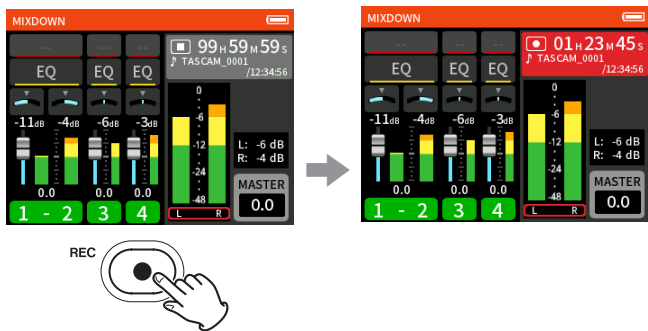 MIXDOWN
-- -- --
99H59M59s
TASCAM_0001
/12:34:56
EQ EQ EQ
-11dB -4dB -6dB -3dB
0
-6
-12
-24
-48
L: -6 dB
R: -4 dB
0.0 0.0 0.0
MASTER
0.0
1 - 2 3 4
L R
REC
MIXDOWN
-- -- --
01H23M45s
TASCAM_0001
/12:34:56
EQ EQ EQ
-11dB -4dB -6dB -3dB
0
-6
-12
-24
-48
L: -6 dB
R: -4 dB
0.0 0.0 0.0
MASTER
0.0
1 - 2 3 4
L R